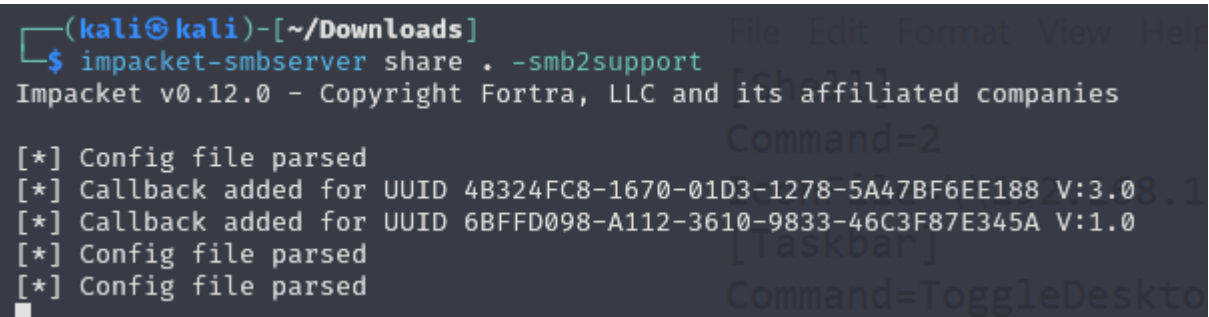 (kali㉿kali)-[~/Downloads]
$ impacket-smbserver share . -smb2support
Impacket v0.12.0 - Copyright Fortra, LLC and its affiliated companies
[*] Config file parsed
[*] Callback added for UUID 4B324FC8-1670-01D3-1278-5A47BF6EE188 V:3.0
[*] Callback added for UUID 6BFFD098-A112-3610-9833-46C3F87E345A V:1.0
[*] Config file parsed
[*] Config file parsed
File Edit Format View Help
[Shell]
Command=2
[Taskbar]